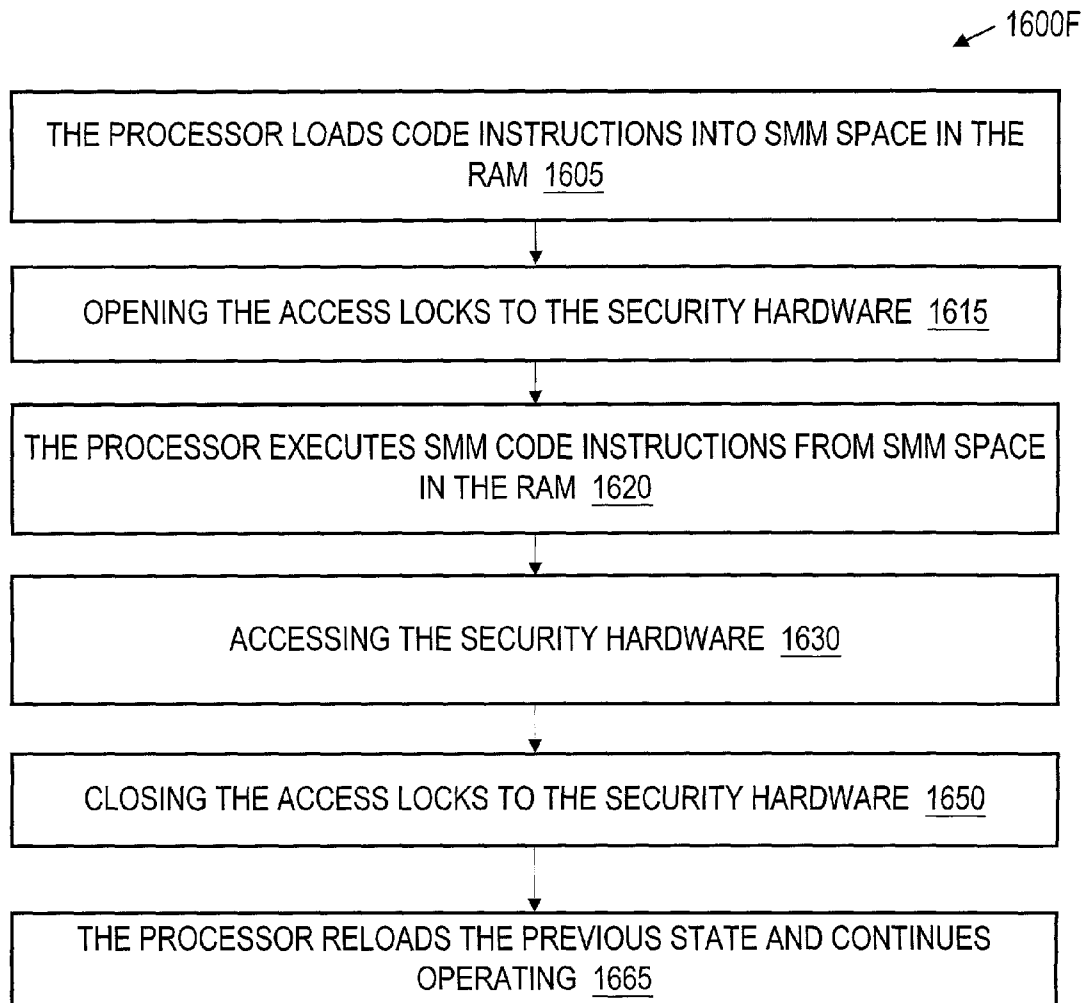 1600F
THE PROCESSOR LOADS CODE INSTRUCTIONS INTO SMM SPACE IN THE
RAM 1605
OPENING THE ACCESS LOCKS TO THE SECURITY HARDWARE 1615
THE PROCESSOR EXECUTES SMM CODE INSTRUCTIONS FROM SMM SPACE
IN THE RAM 1620
ACCESSING THE SECURITY HARDWARE 1630
CLOSING THE ACCESS LOCKS TO THE SECURITY HARDWARE 1650
THE PROCESSOR RELOADS THE PREVIOUS STATE AND CONTINUES
OPERATING 1665